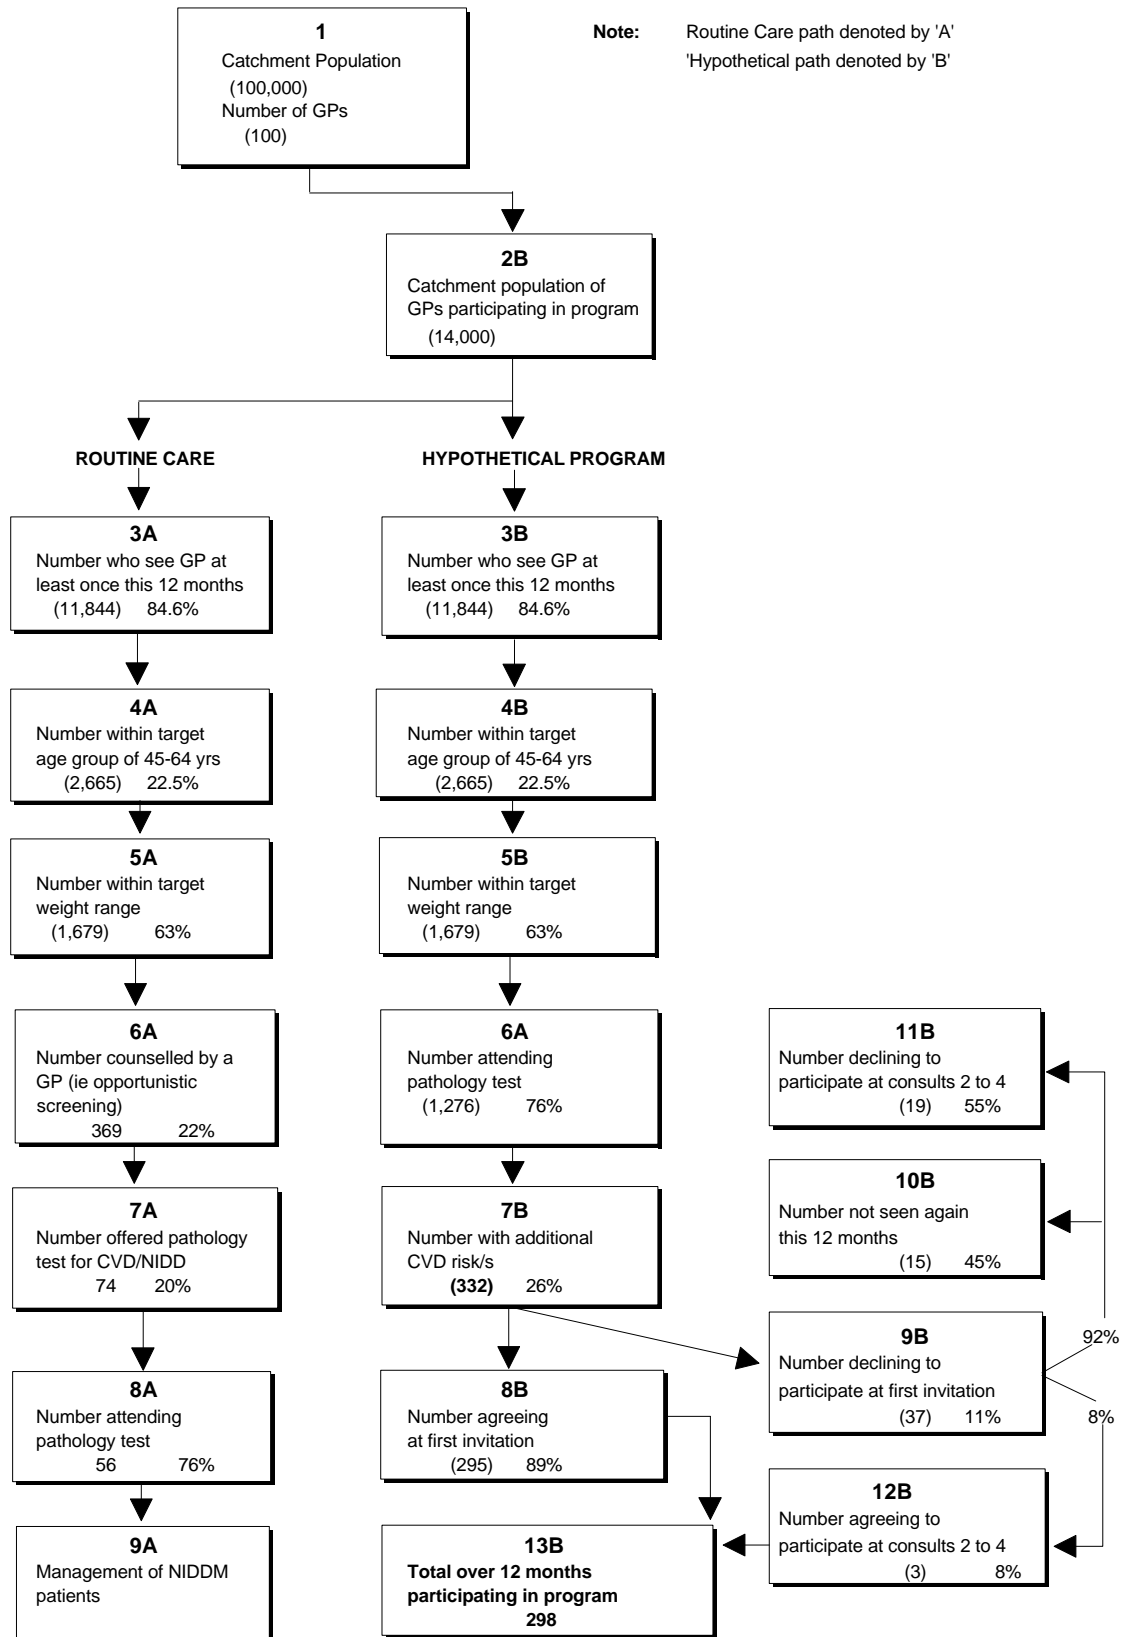 1
Catchment Population
(100,000)
Number of GPs
(100)
Note: Routine Care path denoted by 'A'
'Hypothetical path denoted by 'B'
2B
Catchment population of
GPs participating in program
(14,000)
ROUTINE CARE
HYPOTHETICAL PROGRAM
3A
Number who see GP at
least once this 12 months
(11,844) 84.6%
3B
Number who see GP at
least once this 12 months
(11,844) 84.6%
4A
Number within target
age group of 45-64 yrs
(2,665) 22.5%
4B
Number within target
age group of 45-64 yrs
(2,665) 22.5%
5A
Number within target
weight range
(1,679) 63%
5B
Number within target
weight range
(1,679) 63%
6A
Number counselled by a
GP (ie opportunistic
screening)
369 22%
6A
Number attending
pathology test
(1,276) 76%
11B
Number declining to
participate at consults 2 to 4
(19) 55%
7A
Number offered pathology
test for CVD/NIDD
74 20%
7B
Number with additional
CVD risk/s
(332) 26%
10B
Number not seen again
this 12 months
(15) 45%
8A
Number attending
pathology test
56 76%
8B
Number agreeing
at first invitation
(295) 89%
9B
Number declining to
participate at first invitation
(37) 11%
92%
8%
9A
Management of NIDDM
patients
13B
Total over 12 months
participating in program
298
12B
Number agreeing to
participate at consults 2 to 4
(3) 8%